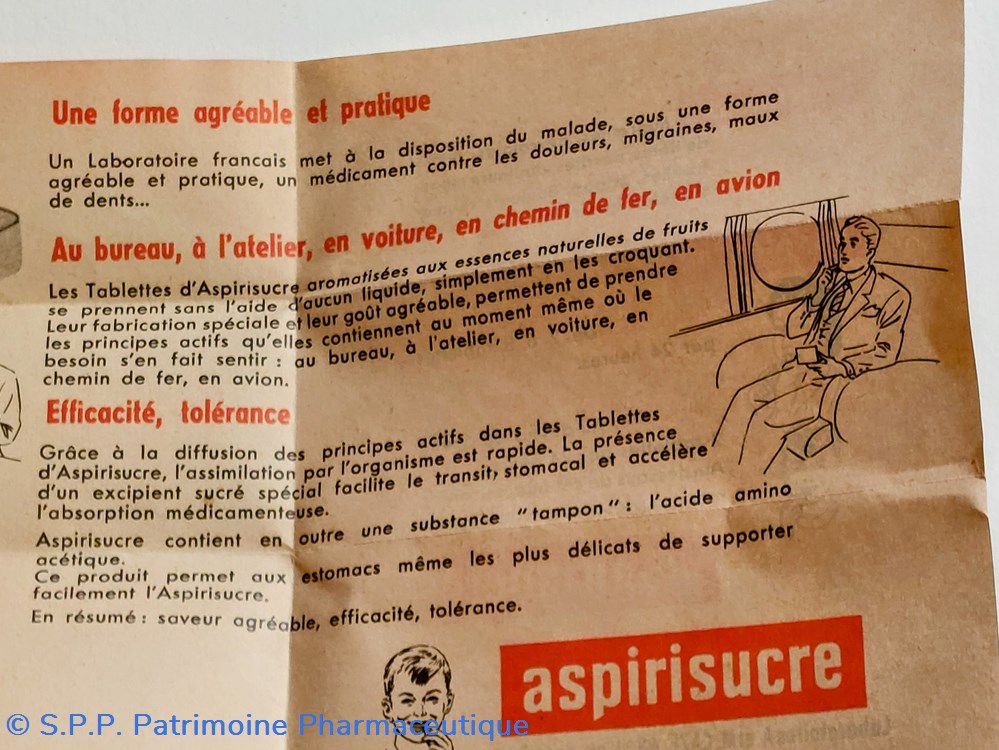 Une forme agréable et pratique
Un Laboratoire francais met à la disposition du malade, sous une forme
agréable et pratique, un médicament contre les douleurs, migraines, maux
de dents...
Au bureau, à l'atelier, en voiture, en chemin de fer, en avion
Les Tablettes d'Aspirisucre aromatisées aux essences naturelles de fruits
se prennent sans l'aide d'aucun liquide, simplement en les croquant.
Leur fabrication spéciale et leur goût agréable, permettent de prendre
les principes actifs qu'elles contiennent au moment même où le
besoin s'en fait sentir : au bureau, à l'atelier, en voiture, en
chemin de fer, en avion.
Efficacité, tolérance
Grâce à la diffusion des principes actifs dans les Tablettes
d'Aspirisucre, l'assimilation par l'organisme est rapide. La présence
d'un excipient sucré spécial facilite le transit, stomacal et accélère
l'absorption médicamenteuse.
Aspirisucre contient en outre une substance "tampon" : l'acide amino
acétique.
Ce produit permet aux estomacs même les plus délicats de supporter
facilement l'Aspirisucre.
En résumé : saveur agréable, efficacité, tolérance.
aspirisucre
© S.P.P. Patrimoine Pharmaceutique